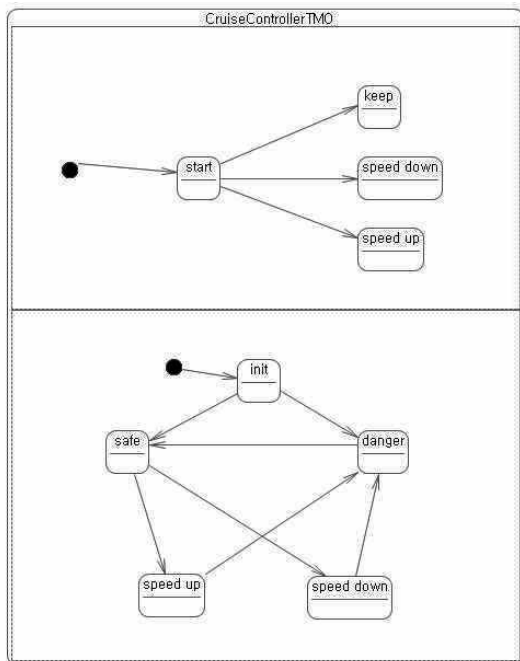 CruiseControllerTMO
keep
start
speed down
speed up
init
safe
danger
speed up
speed down